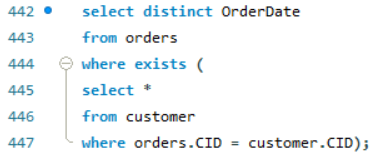 442 select distinct OrderDate
443 from orders
444 where exists (
445 select *
446 from customer
447 where orders.CID = customer.CID);